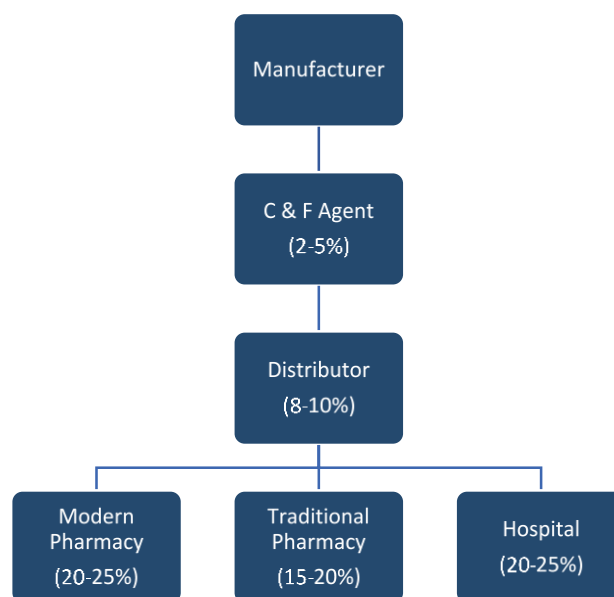 Manufacturer
C & F Agent
(2-5%)
Distributor
(8-10%)
Modern
Pharmacy
(20-25%)
Traditional
Pharmacy
(15-20%)
Hospital
(20-25%)